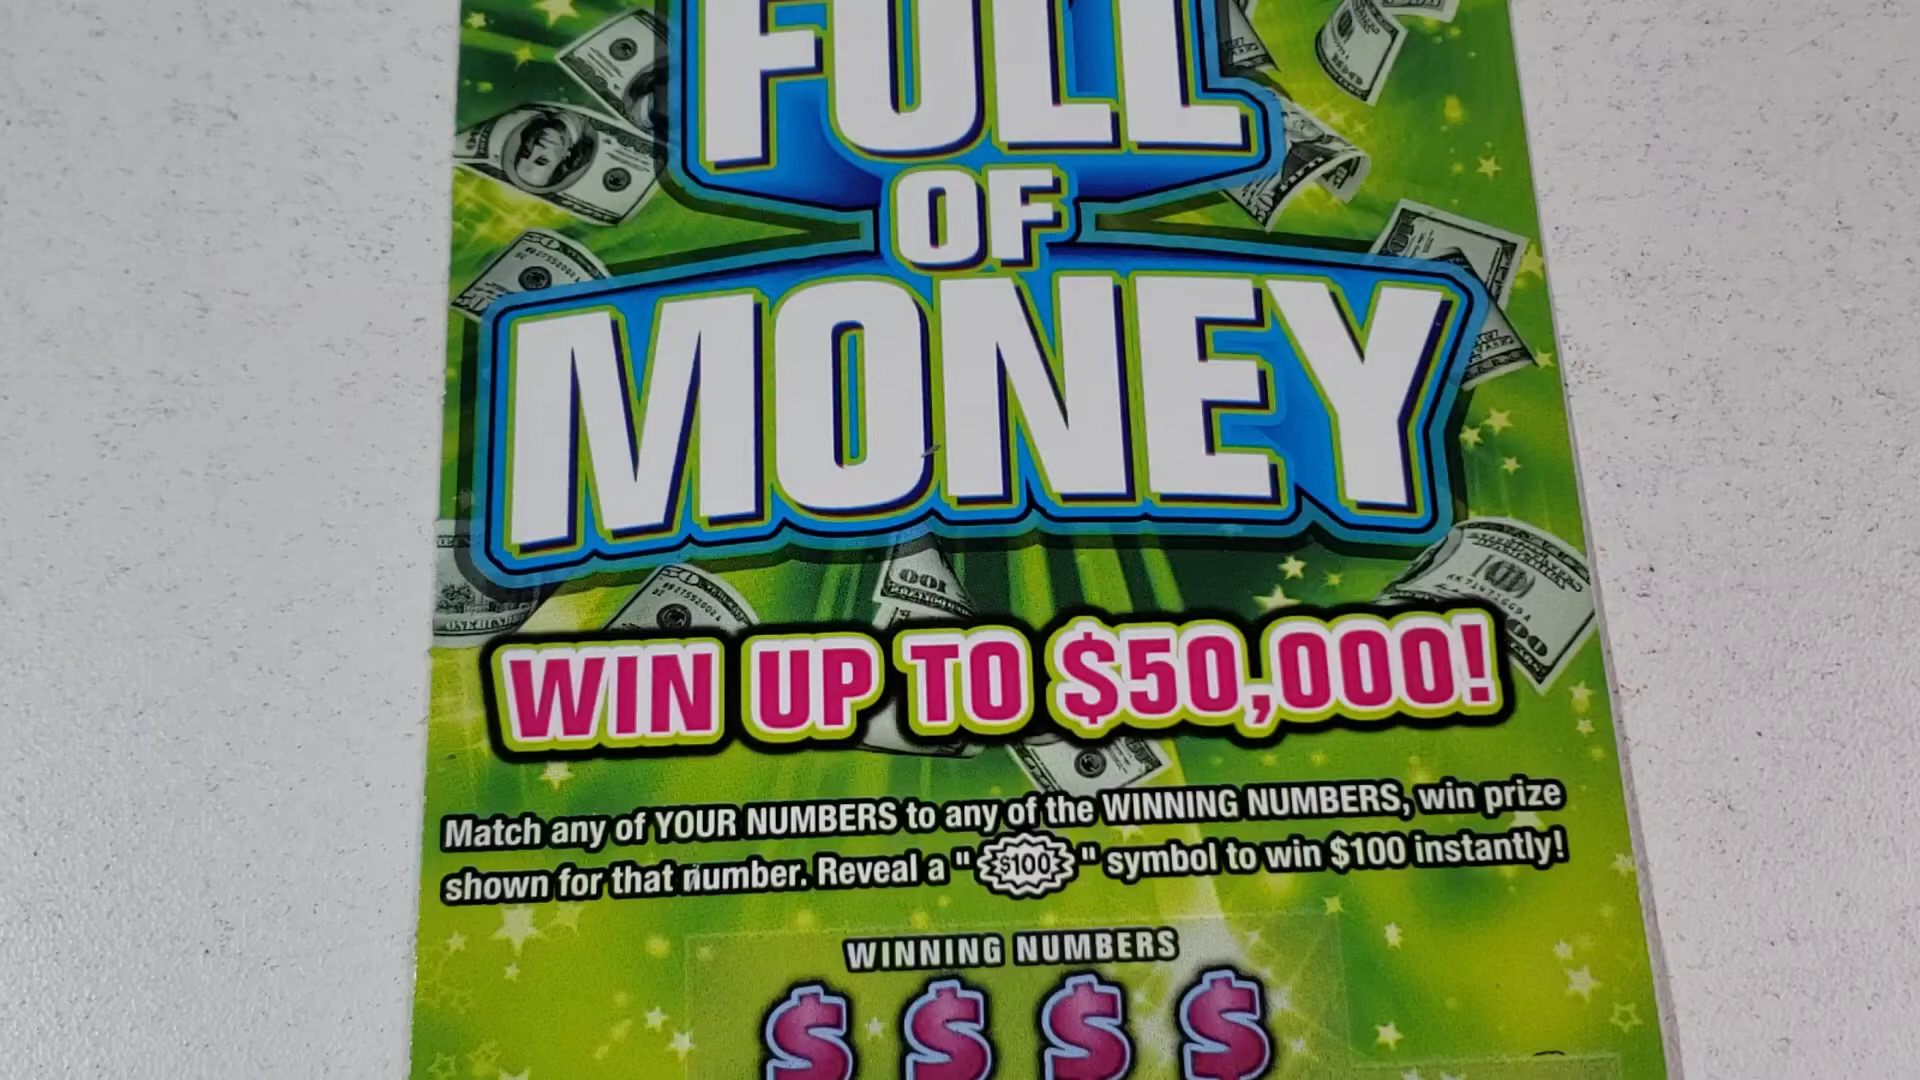 FULL
OF
MONEY
WIN UP TO $50,000!
Match any of YOUR NUMBERS to any of the WINNING NUMBERS, win prize
shown for that number. Reveal a "$100" symbol to win $100 instantly!
WINNING NUMBERS
$ $ $ $